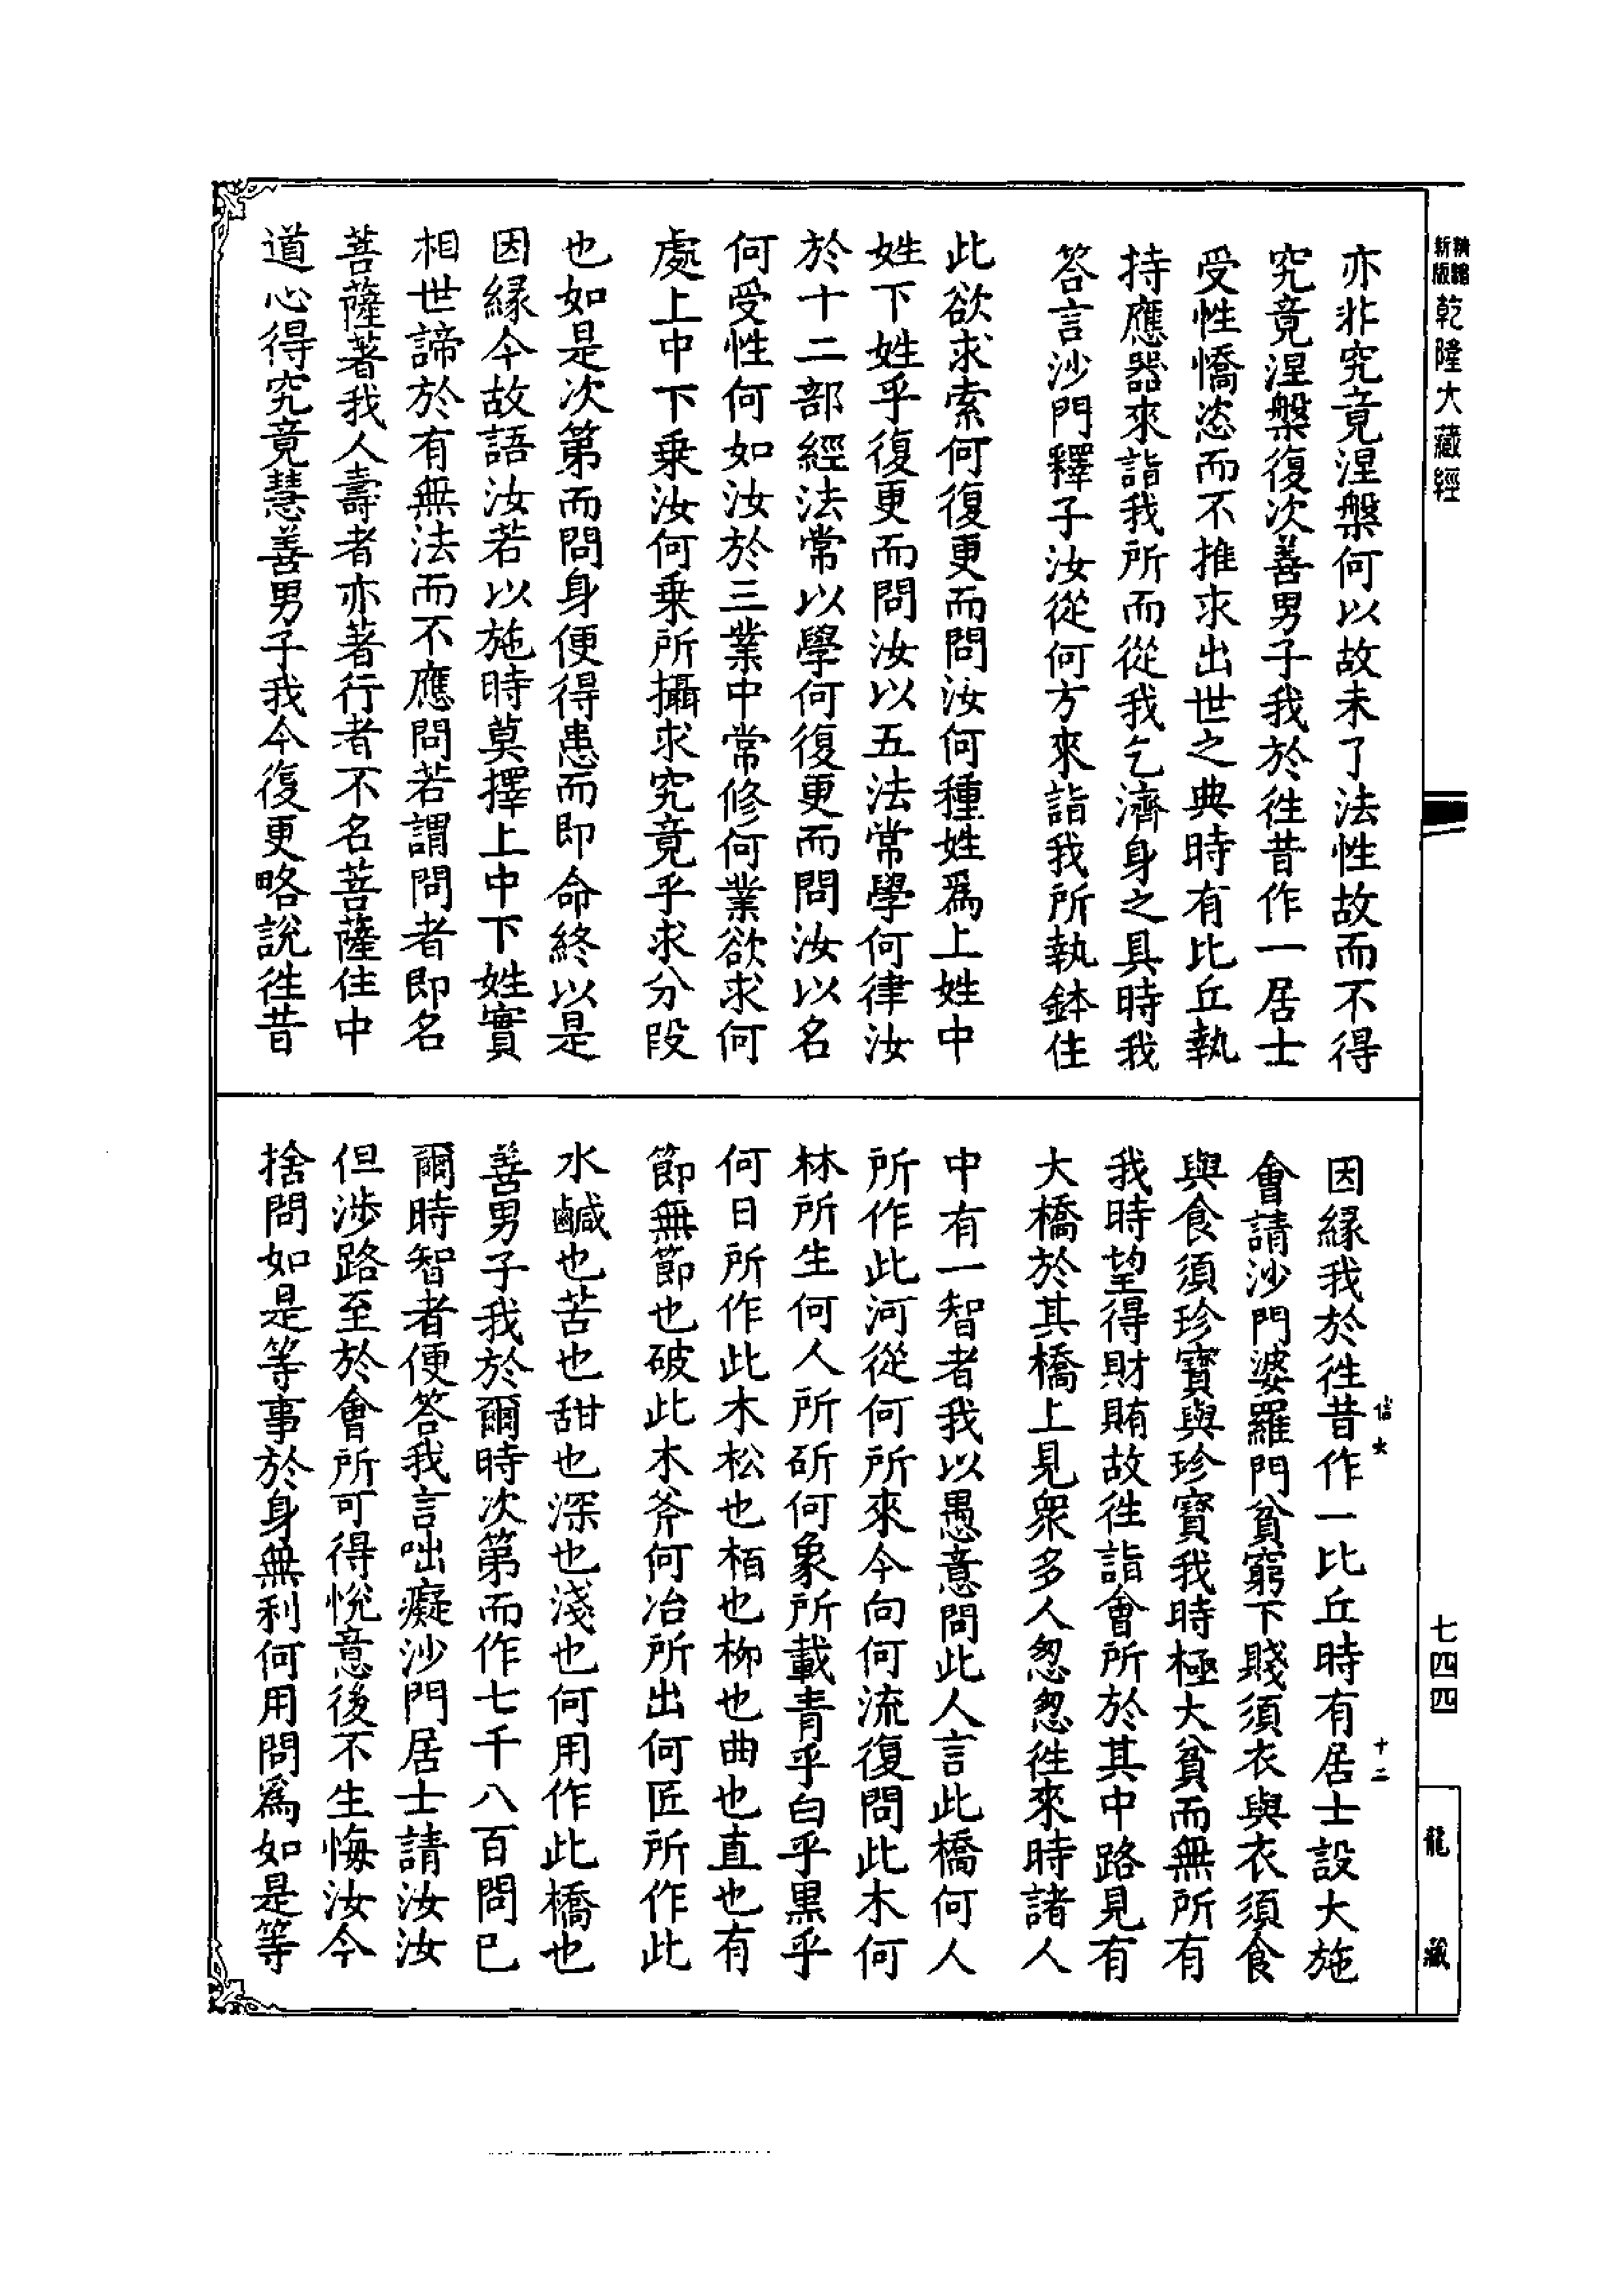 精編
新版
乾隆大藏經
亦非究竟涅槃何以故未了法性故而不得
究竟涅槃復次善男子我於徃昔作一居士
受性憍恣而不推求出世之典時有比丘執
持應器來詣我所而從我乞濟身之具時我
答言沙門釋子汝從何方來詣我所執鉢住
此欲求索何復更而問汝何種姓爲上姓中
姓下姓乎復更而問汝以五法常學何律汝
於十二部經法常以學何復更而問汝以名
何受性何如汝於三業中常修何業欲求何
處上中下乗汝何乗所攝求究竟乎求分段
也如是次第而問身便得患而即命終以是
因縁今故語汝若以施時莫擇上中下姓實
相世諦於有無法而不應問若謂問者即名
菩薩著我人壽者亦著行者不名菩薩住中
道心得究竟慧善男子我今復更略說徃昔
因縁我於徃昔作一比丘時有居士設大施
會請沙門婆羅門貧窮下賤須衣與衣須食
與食須珍寶與珍寶我時極大貧而無所有
我時望得財賄故徃詣會所於其中路見有
大橋於其橋上見衆多人怱怱徃來時諸人
中有一智者我以愚意問此人言此橋何人
所作此河從何所來今向何流復問此木何
林所生何人所斫何象所載青乎白乎黒乎
何日所作此木松也栢也栁也曲也直也有
節無節也破此木斧何冶所出何匠所作此
水鹹也苦也甜也深也淺也何用作此橋也
善男子我於爾時次第而作七千八百問已
爾時智者便答我言咄癡沙門居士請汝汝
但渉路至於會所可得悅意後不生悔汝今
捨問如是等事於身無利何用問爲如是等
信六
十二
七四四
龍藏